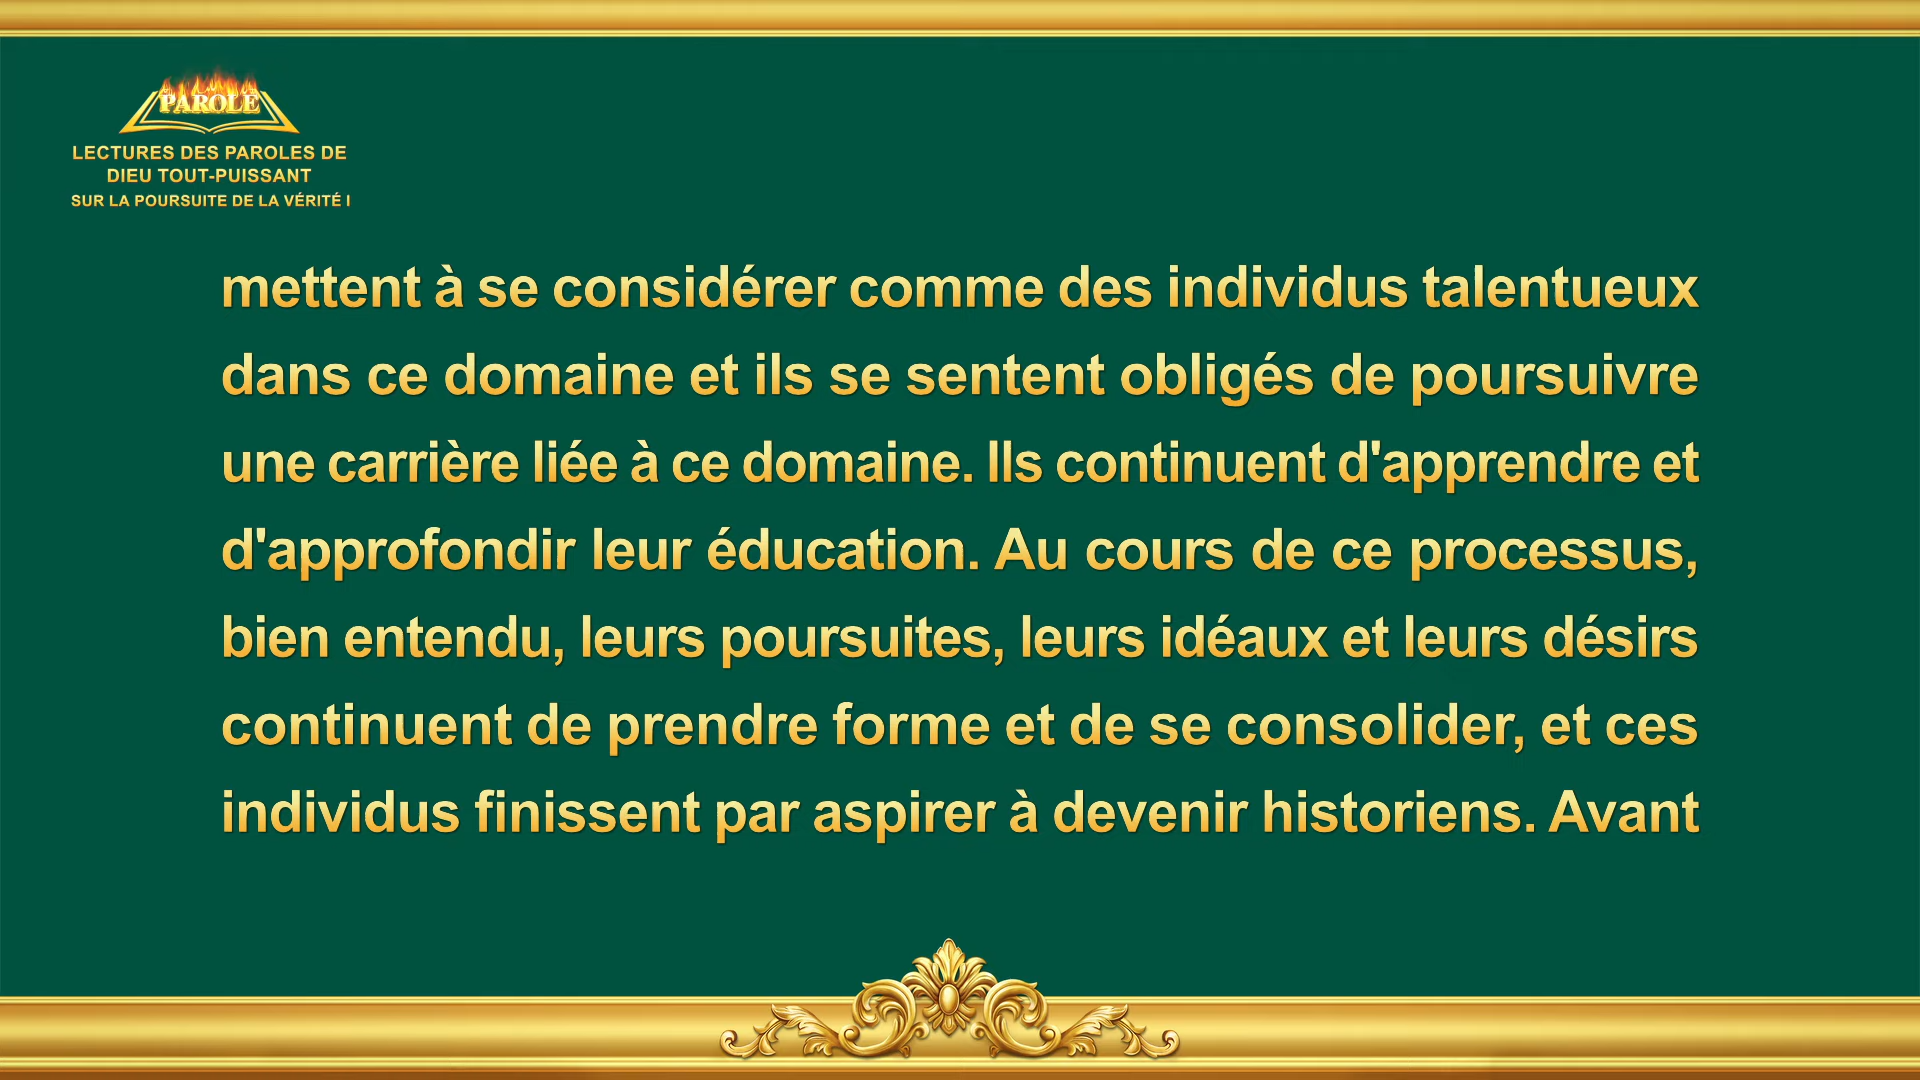 PAROLE
LECTURES DES PAROLES DE
DIEU TOUT-PUISSANT
SUR LA POURSUITE DE LA VÉRITÉ I
mettent à se considérer comme des individus talentueux
dans ce domaine et ils se sentent obligés de poursuivre
une carrière liée à ce domaine. Ils continuent d'apprendre et
d'approfondir leur éducation. Au cours de ce processus,
bien entendu, leurs poursuites, leurs idéaux et leurs désirs
continuent de prendre forme et de se consolider, et ces
individus finissent par aspirer à devenir historiens. Avant